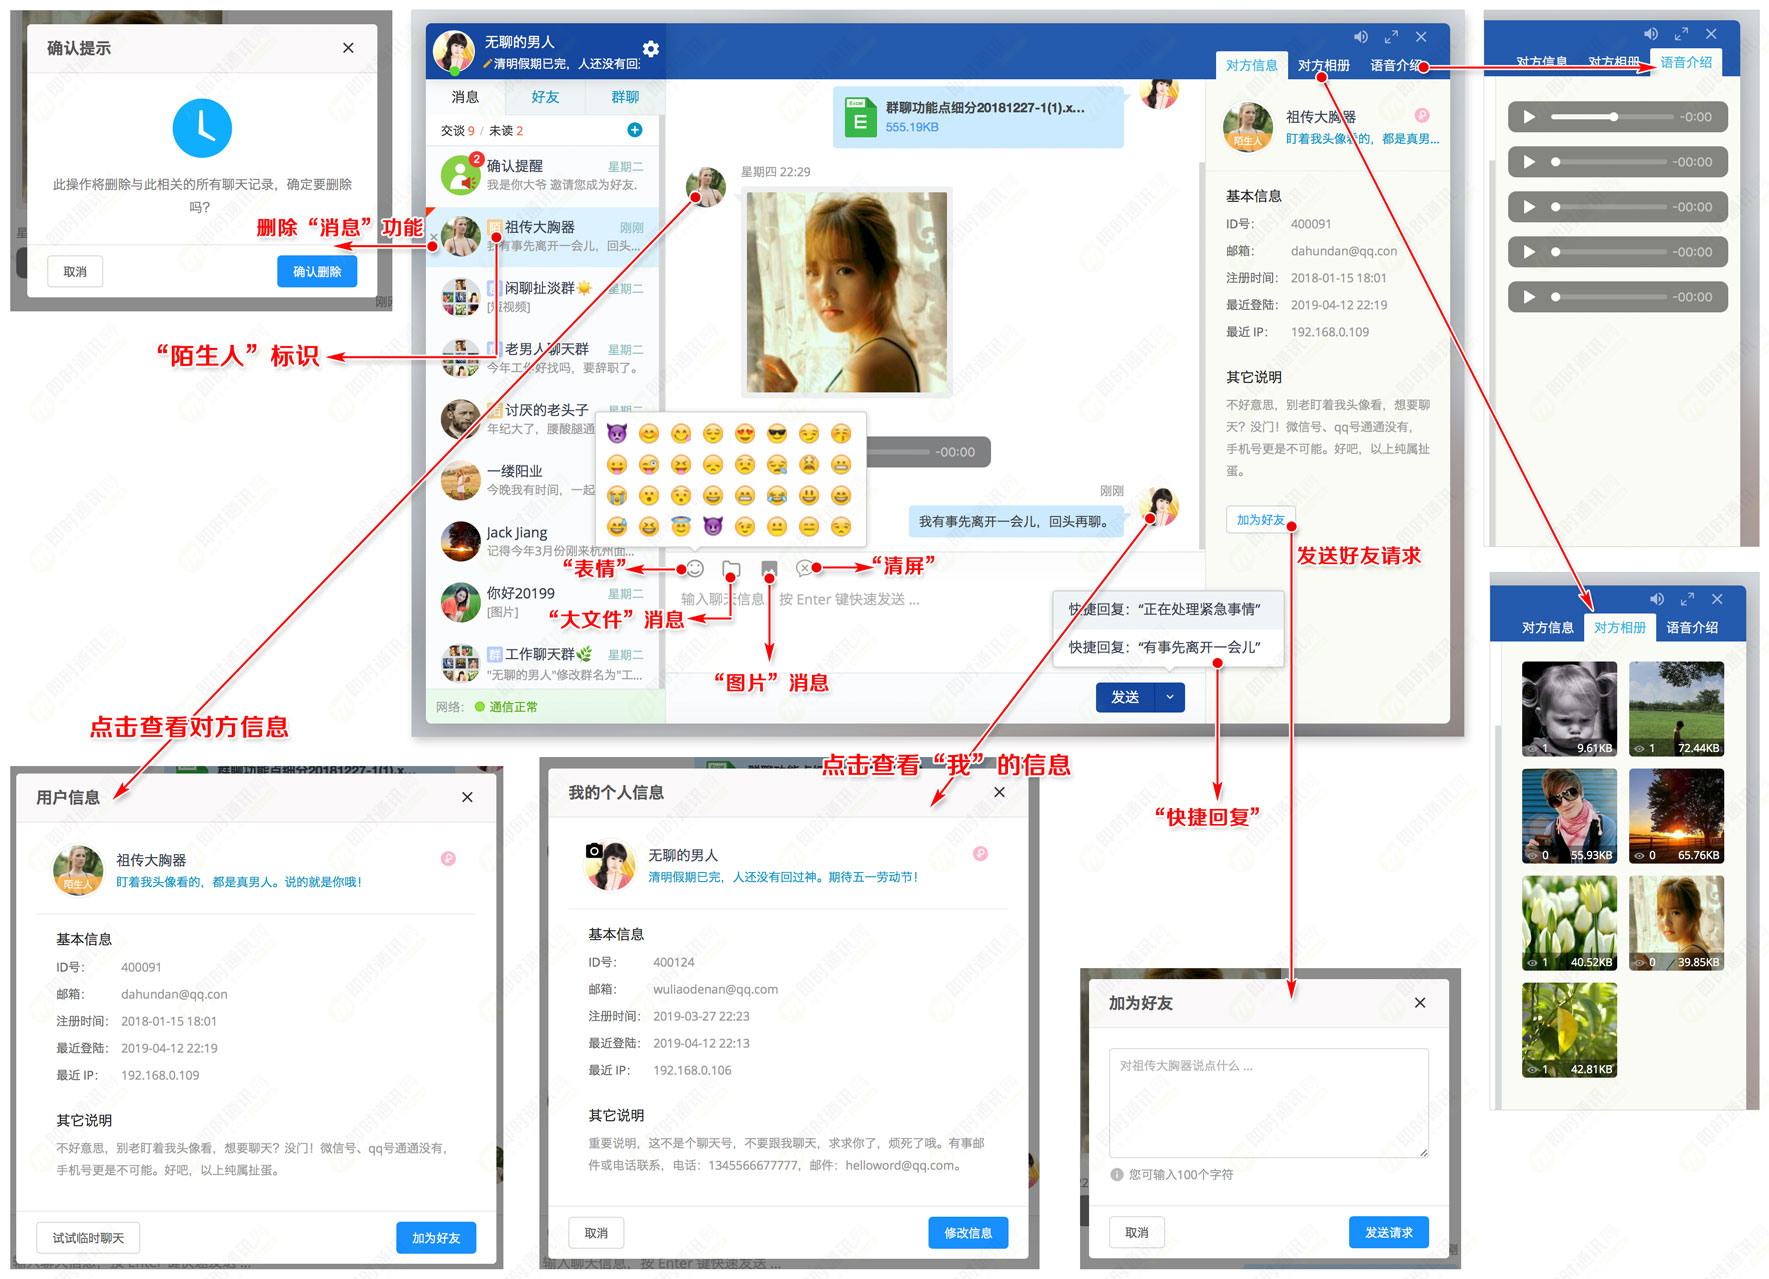 确认提示
此操作将删除与此相关的所有聊天记录，确定要删除
吗？
取消
确认删除
删除“消息”功能
“陌生人”标识
点击查看对方信息
无聊的男人
清明假期已完，人还没有回
消息
好友
群聊
交谈 9 / 未读 2
2
确认提醒
星期二
我是你大爷 邀请您成为好友.
陌
祖传大胸器
刚刚
我有事先离开一会儿，回头...
闲聊扯淡群
星期二
[短视频]
老男人聊天群
星期二
今年工作好找吗，要辞职了。
讨厌的老头子
星期二
年纪大了，腰酸腿通
一缕阳业
今晚我有时间，一起
Jack Jiang
记得今年3月份刚来杭州面...
你好20199
星期二
[图片]
群 工作聊天群
星期二
"无聊的男人"修改群名为"工...
网络：
通信正常
Excel
E
群聊功能点细分20181227-1(1).x...
555.19KB
星期四 22:29
-00:00
刚刚
我有事先离开一会儿，回头再聊。
“表情”
“清屏”
“大文件”消息
“图片”消息
输入聊天信息，按 Enter 键快速发送 ...
快捷回复：“正在处理紧急事情”
快捷回复：“有事先离开一会儿”
发送
“快捷回复”
点击查看“我”的信息
对方信息
对方相册
语音介绍
祖传大胸器
陌生人
盯着我头像看的，都是真男...
基本信息
ID号： 400091
邮箱： dahundan@qq.con
注册时间： 2018-01-15 18:01
最近登陆： 2019-04-12 22:19
最近 IP： 192.168.0.109
其它说明
不好意思，别老盯着我头像看，想要聊
天？没门！微信号、qq号通通没有，
手机号更是不可能。好吧，以上纯属扯
蛋。
加为好友
发送好友请求
对方信息
对方相册
语音介绍
-0:00
-00:00
-00:00
-00:00
-00:00
对方信息
对方相册
语音介绍
1 9.61KB
1 72.44KB
0 55.93KB
0 65.76KB
1 40.52KB
0 39.85KB
1 42.81KB
用户信息
祖传大胸器
陌生人
盯着我头像看的，都是真男人。说的就是你哦！
基本信息
ID号： 400091
邮箱： dahundan@qq.con
注册时间： 2018-01-15 18:01
最近登陆： 2019-04-12 22:19
最近 IP： 192.168.0.109
其它说明
不好意思，别老盯着我头像看，想要聊天？没门！微信号、qq号通通没有，
手机号更是不可能。好吧，以上纯属扯蛋。
试试临时聊天
加为好友
我的个人信息
无聊的男人
清明假期已完，人还没有回过神。期待五一劳动节！
基本信息
ID号： 400124
邮箱： wuliaodenan@qq.com
注册时间： 2019-03-27 22:23
最近登陆： 2019-04-12 22:13
最近 IP： 192.168.0.106
其它说明
重要说明，这不是个聊天号，不要跟我聊天，求求你了，烦死了哦。有事邮
件或电话联系，电话：1345566677777，邮件：helloword@qq.com。
取消
修改信息
加为好友
对祖传大胸器说点什么 ...
您可输入100个字符
取消
发送请求